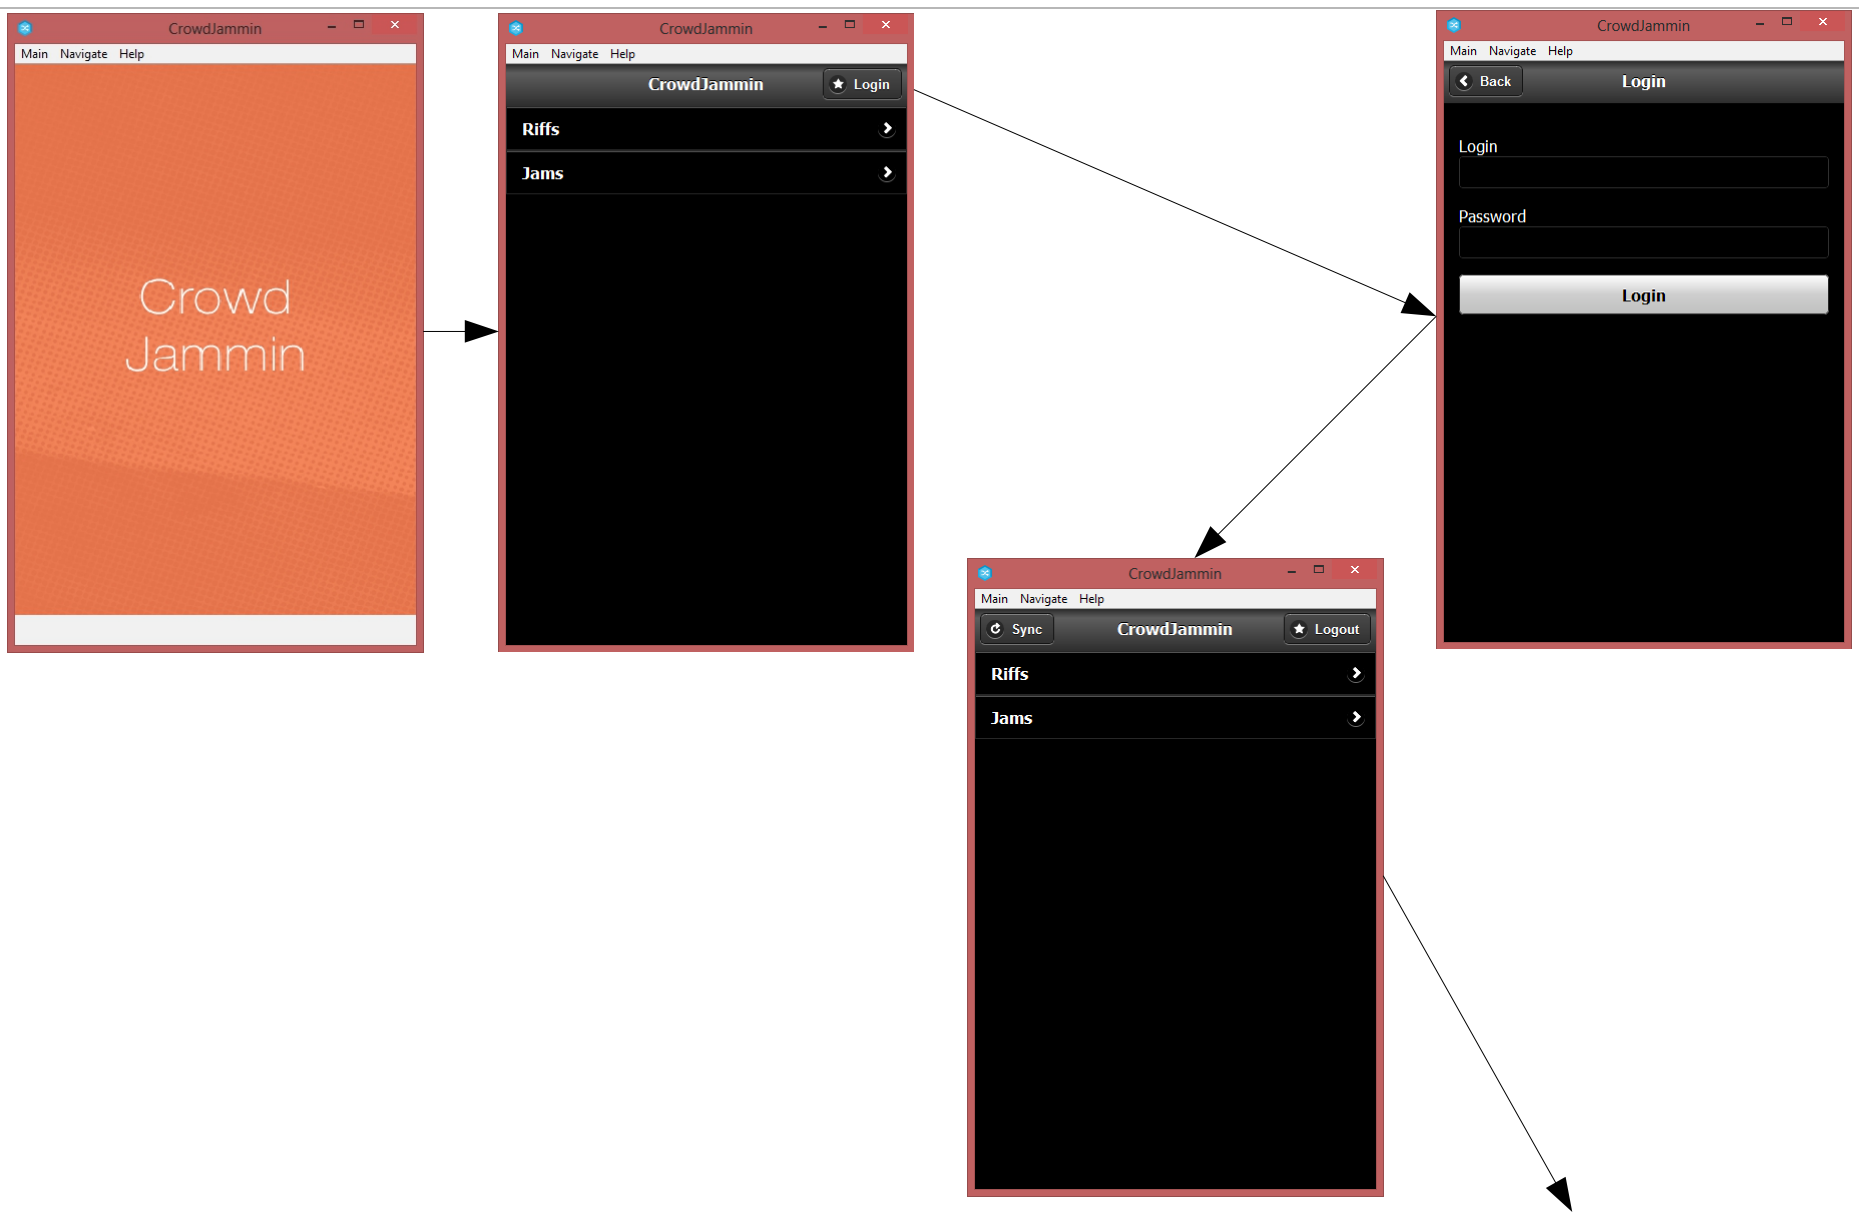 CrowdJammin
Main Navigate Help
Crowd
Jammin
CrowdJammin
Main Navigate Help
CrowdJammin
Login
Riffs
Jams
CrowdJammin
Main Navigate Help
Back
Login
Login
Password
Login
CrowdJammin
Main Navigate Help
Sync
CrowdJammin
Logout
Riffs
Jams